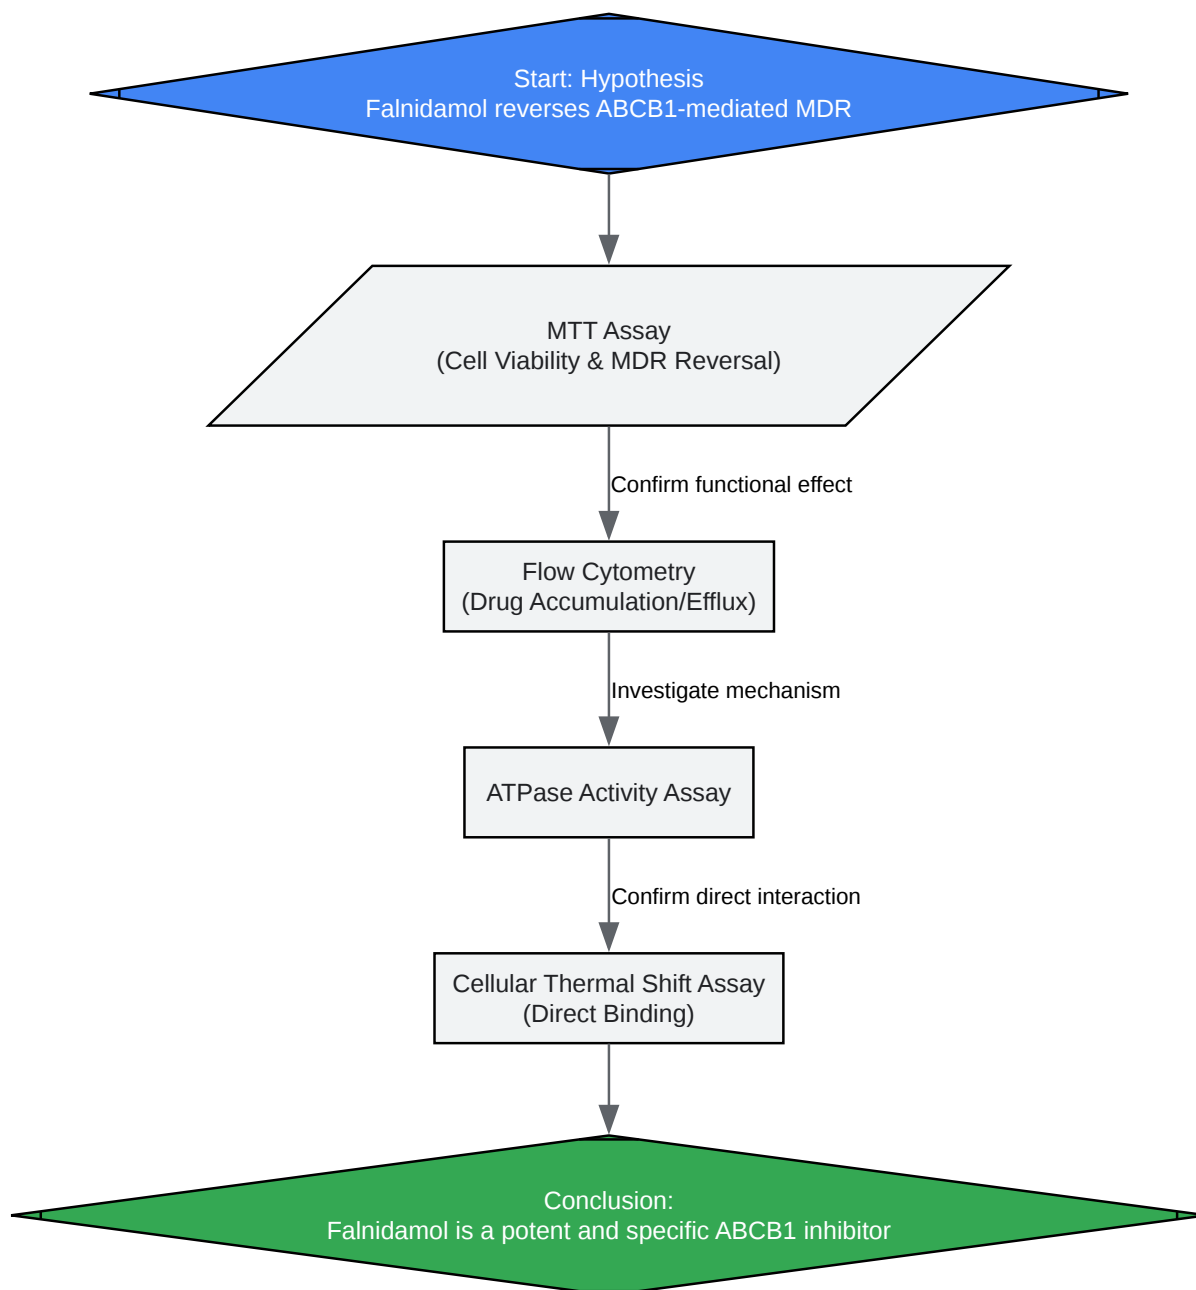 Start: Hypothesis
Falnidamol reverses ABCB1-mediated MDR
MTT Assay
(Cell Viability & MDR Reversal)
Confirm functional effect
Flow Cytometry
(Drug Accumulation/Efflux)
Investigate mechanism
ATPase Activity Assay
Confirm direct interaction
Cellular Thermal Shift Assay
(Direct Binding)
Conclusion:
Falnidamol is a potent and specific ABCB1 inhibitor